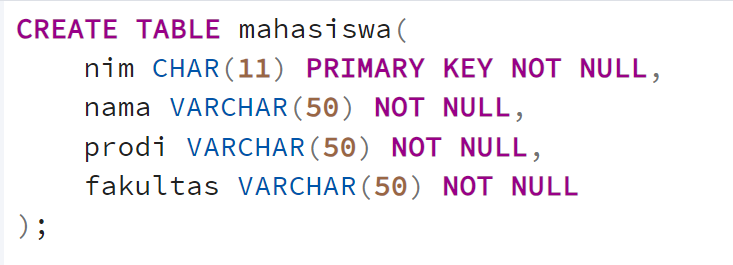 CREATE TABLE mahasiswa(
    nim CHAR(11) PRIMARY KEY NOT NULL,
    nama VARCHAR(50) NOT NULL,
    prodi VARCHAR(50) NOT NULL,
    fakultas VARCHAR(50) NOT NULL
);